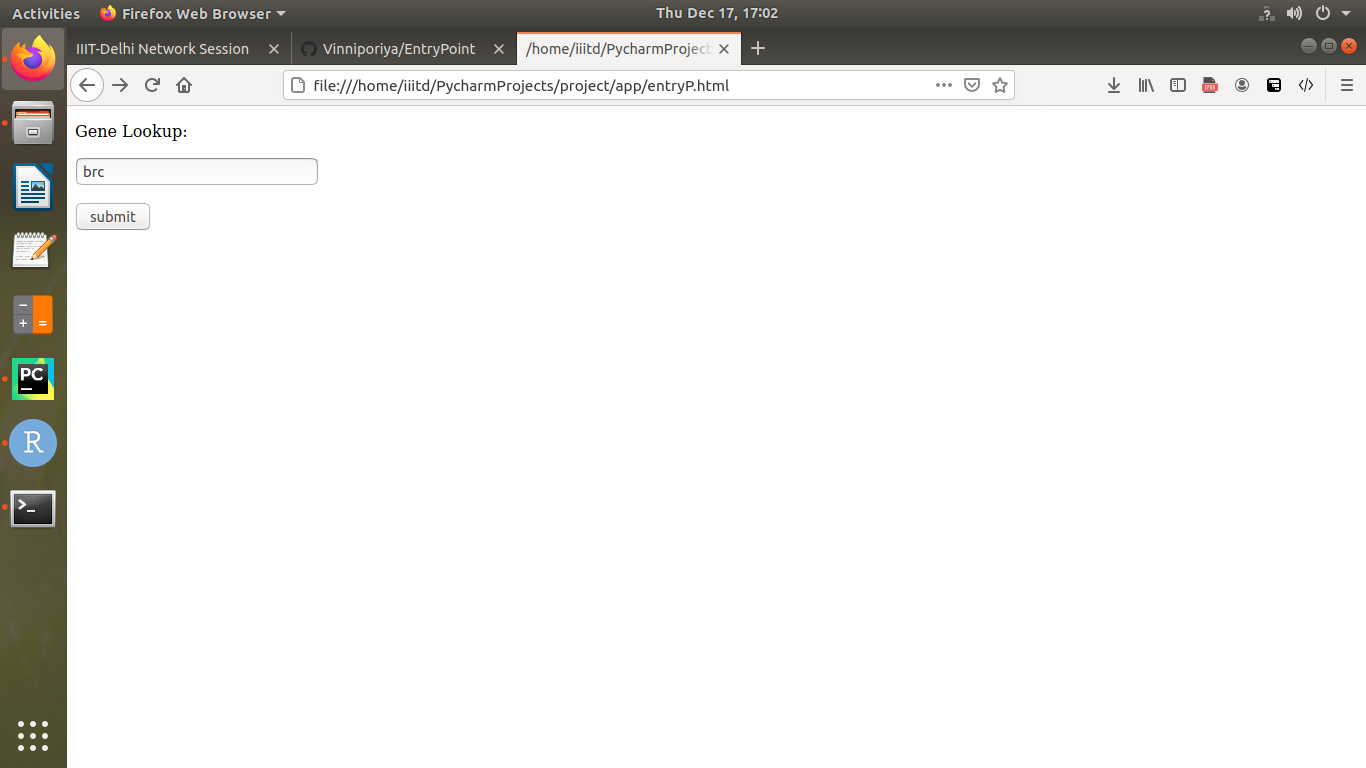 Activities Firefox Web Browser Thu Dec 17, 17:02 ?
IIIT-Delhi Network Session Vinniporiya/EntryPoint /home/iiitd/PycharmProject
file:///home/iiitd/PycharmProjects/project/app/entryP.html
Gene Lookup:
brc
submit
− + =
PC
R
>_